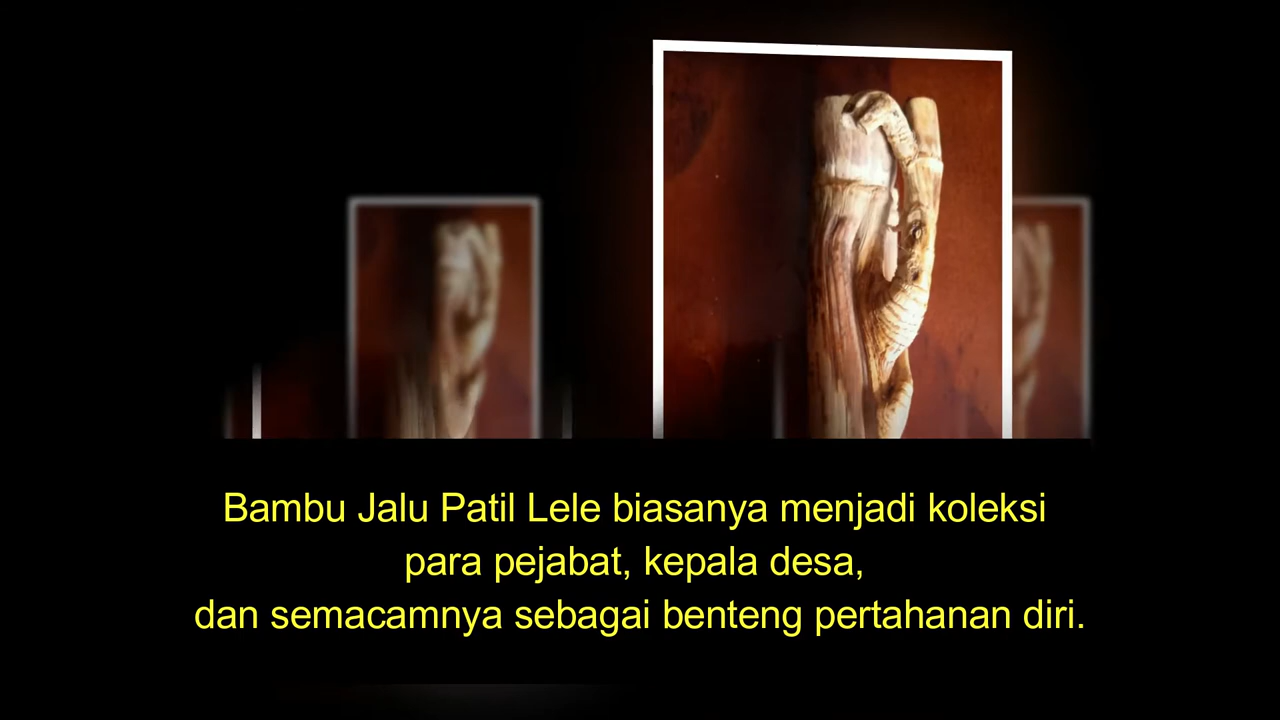 Bambu Jalu Patil Lele biasanya menjadi koleksi
para pejabat, kepala desa,
dan semacamnya sebagai benteng pertahanan diri.